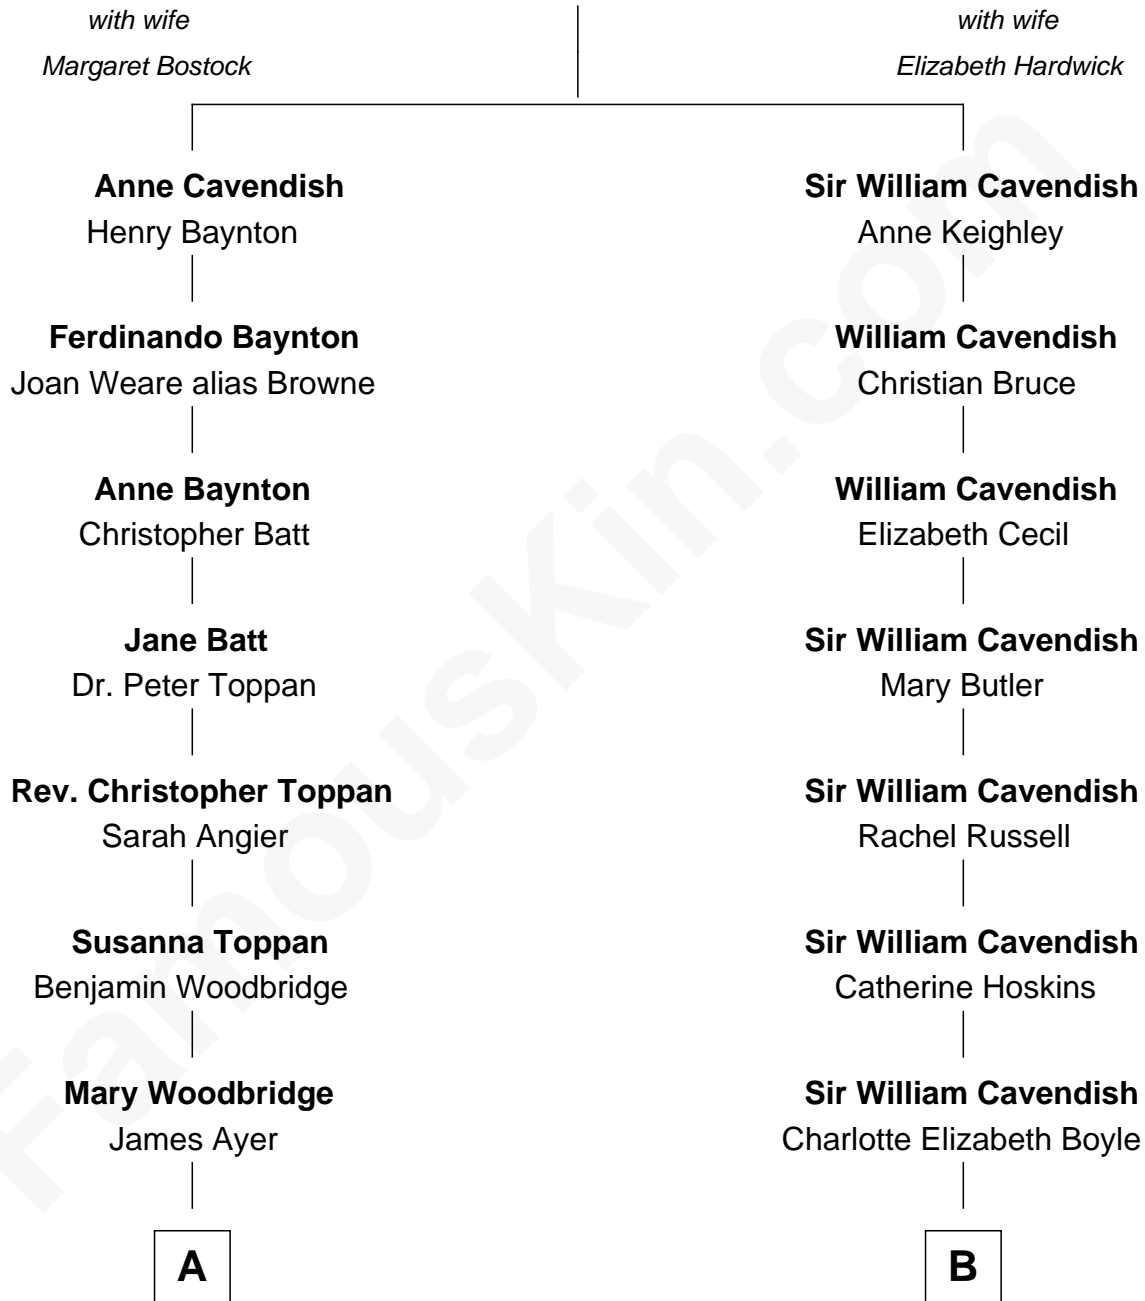 with wife
Margaret Bostock
with wife
Elizabeth Hardwick
Anne Cavendish
Henry Baynton
Sir William Cavendish
Anne Keighley
Ferdinando Baynton
Joan Weare alias Browne
William Cavendish
Christian Bruce
Anne Baynton
Christopher Batt
William Cavendish
Elizabeth Cecil
Jane Batt
Dr. Peter Toppan
Sir William Cavendish
Mary Butler
Rev. Christopher Toppan
Sarah Angier
Sir William Cavendish
Rachel Russell
Susanna Toppan
Benjamin Woodbridge
Sir William Cavendish
Catherine Hoskins
Mary Woodbridge
James Ayer
Sir William Cavendish
Charlotte Elizabeth Boyle
A
B
FamousKin.com